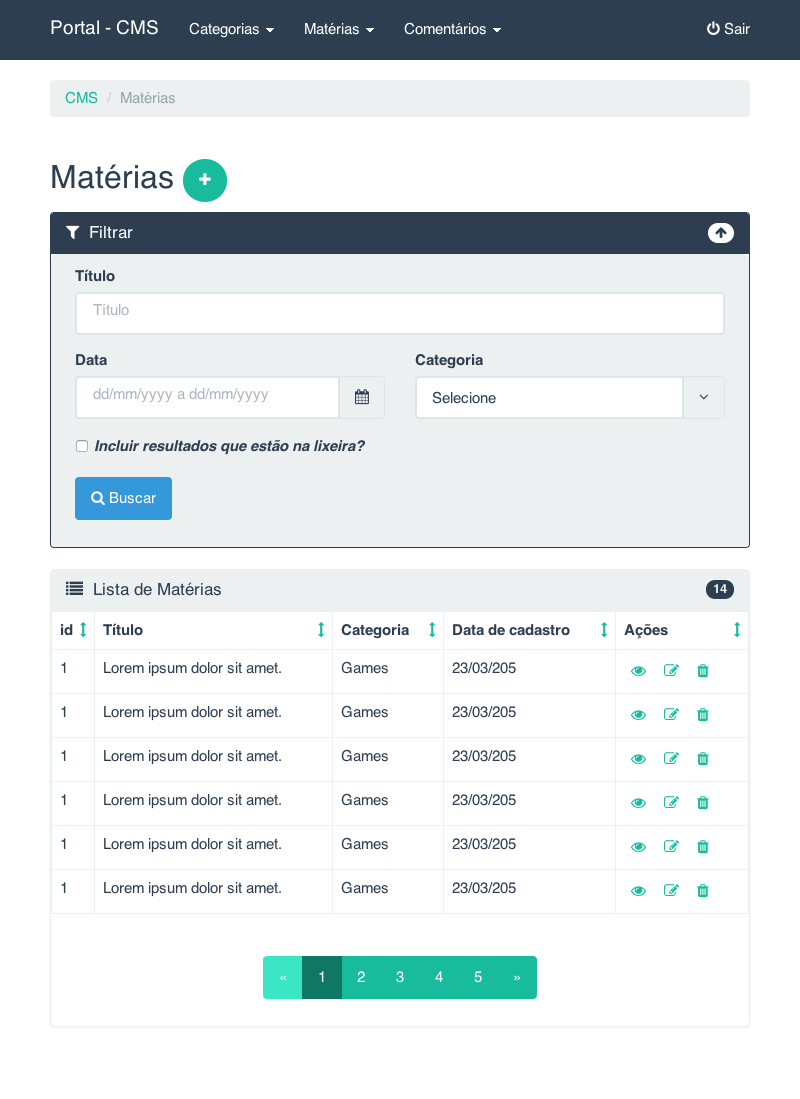 Portal - CMS Categorias Matérias Comentários Sair
CMS / Matérias
Matérias
Filtrar
Título
Título
Data Categoria
dd/mm/yyyy a dd/mm/yyyy Selecione
Incluir resultados que estão na lixeira?
Buscar
Lista de Matérias 14
id Título Categoria Data de cadastro Ações
1 Lorem ipsum dolor sit amet. Games 23/03/205
1 Lorem ipsum dolor sit amet. Games 23/03/205
1 Lorem ipsum dolor sit amet. Games 23/03/205
1 Lorem ipsum dolor sit amet. Games 23/03/205
1 Lorem ipsum dolor sit amet. Games 23/03/205
1 Lorem ipsum dolor sit amet. Games 23/03/205
« 1 2 3 4 5 »